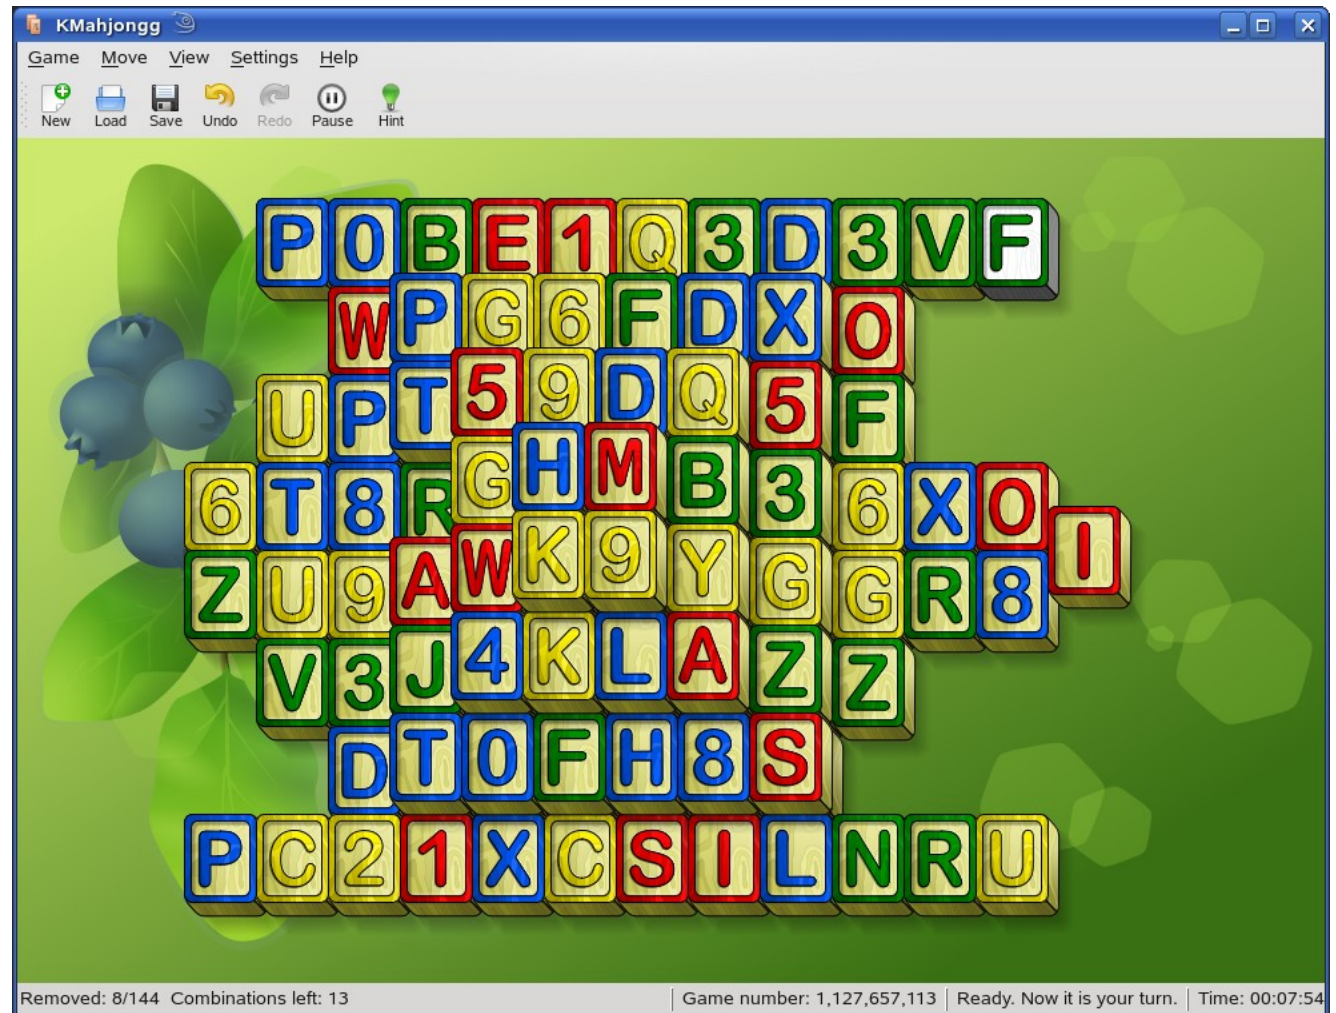 KMahjongg
Game Move View Settings Help
New Load Save Undo Redo Pause Hint
P 0 B E 1 Q 3 D 3 V F
W P G 6 F D X O
U P T 5 9 D Q 5 F
6 T 8 R G H M B 3 6 X O
I
Z U 9 A W K 9 Y G G R 8
V 3 J 4 K L A Z Z
D T 0 F H 8 S
P C 2 1 X C S I L N R U
Removed: 8/144 Combinations left: 13 Game number: 1,127,657,113 Ready. Now it is your turn. Time: 00:07:54